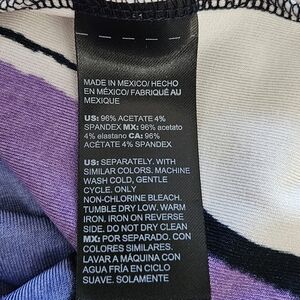 MADE IN MEXICO/ HECHO
EN MÉXICO/ FABRIQUÉ AU
MEXIQUE
US: 96% ACETATE 4%
SPANDEX MX: 96% acetato
4% elastano CA: 96%
ACÉTATE 4% SPANDEX
US: SEPARATELY. WITH
SIMILAR COLORS. MACHINE
WASH COLD, GENTLE
CYCLE. ONLY
NON-CHLORINE BLEACH.
TUMBLE DRY LOW. WARM
IRON. IRON ON REVERSE
SIDE. DO NOT DRY CLEAN
MX: POR SEPARADO. CON
COLORES SIMILARES.
LAVAR A MÁQUINA CON
AGUA FRÍA EN CICLO
SUAVE. SOLAMENTE